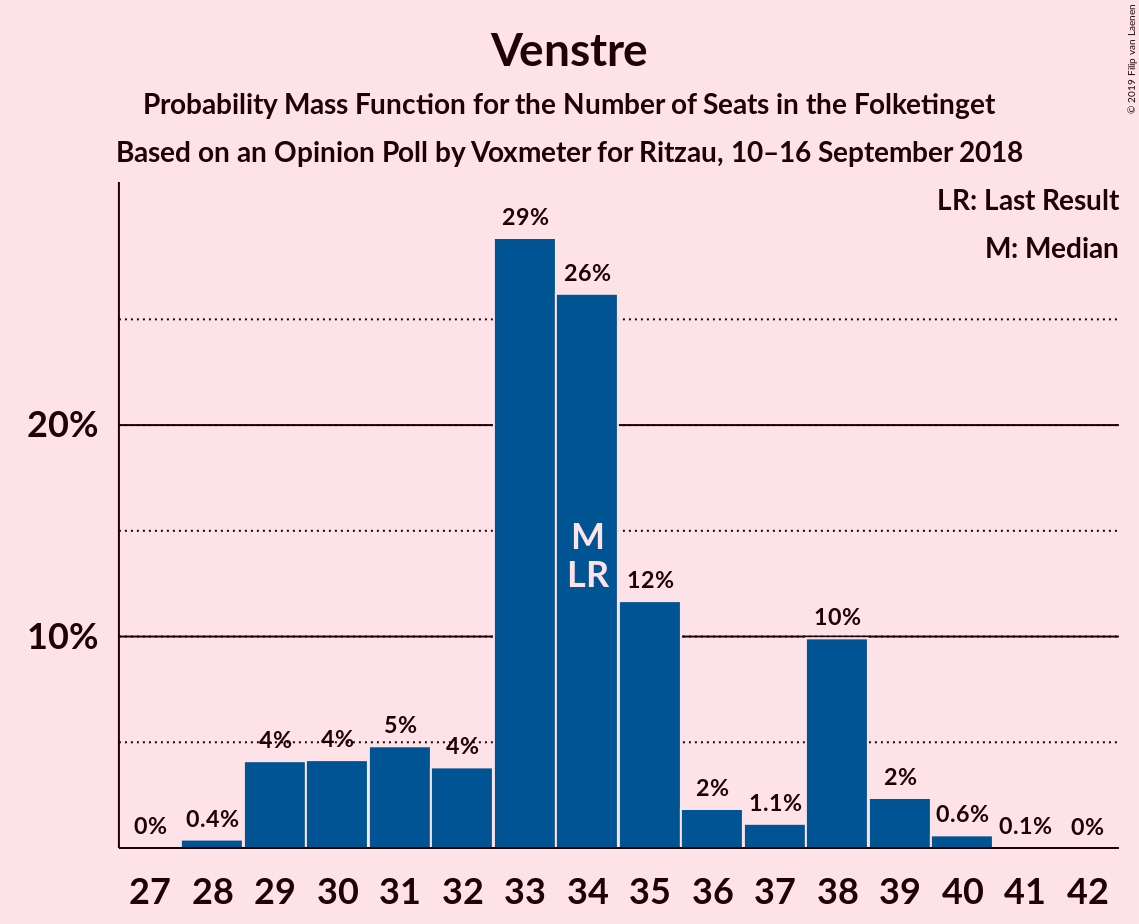 Venstre
Probability Mass Function for the Number of Seats in the Folketinget
Based on an Opinion Poll by Voxmeter for Ritzau, 10–16 September 2018
© 2019 Filip van Laenen
LR: Last Result
M: Median
20%
10%
0%
0.4%
4%
4%
5%
4%
29%
26%
M
LR
12%
2%
1.1%
10%
2%
0.6%
0.1%
0%
27 28 29 30 31 32 33 34 35 36 37 38 39 40 41 42